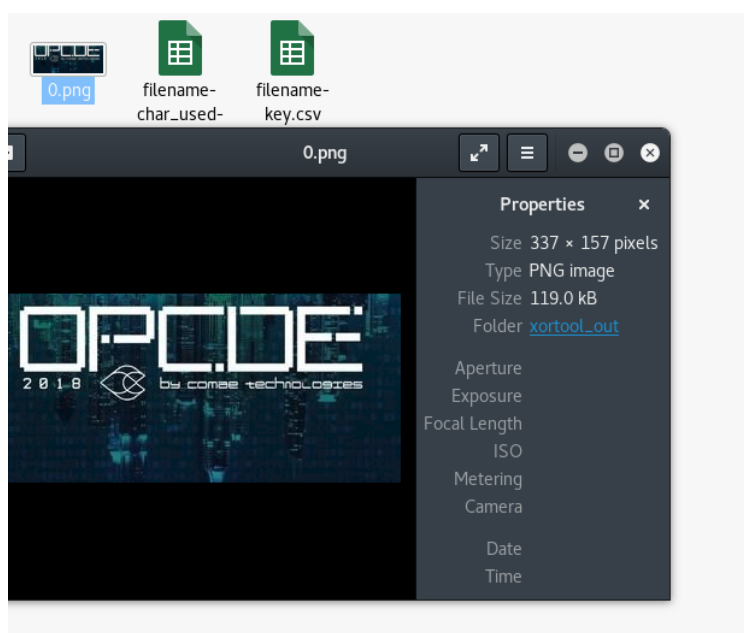 0.png
filename-
char_used-
filename-
key.csv
0.png
Properties
Size 337 × 157 pixels
Type PNG image
File Size 119.0 kB
Folder xortool_out
Aperture
Exposure
Focal Length
ISO
Metering
Camera
Date
Time
OPCDE
2018 by comae technologies